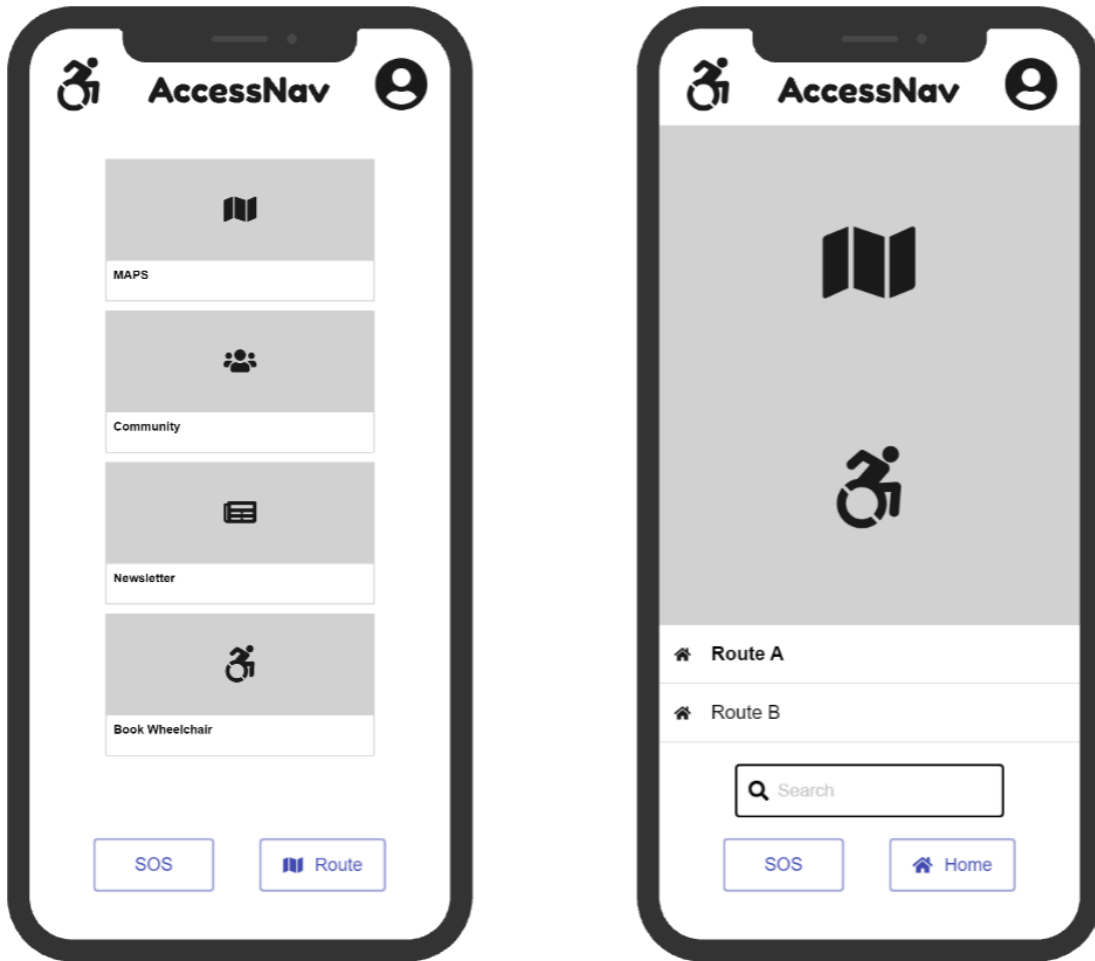 AccessNav
MAPS
Community
Newsletter
Book Wheelchair
SOS
Route
AccessNav
Route A
Route B
Search
SOS
Home